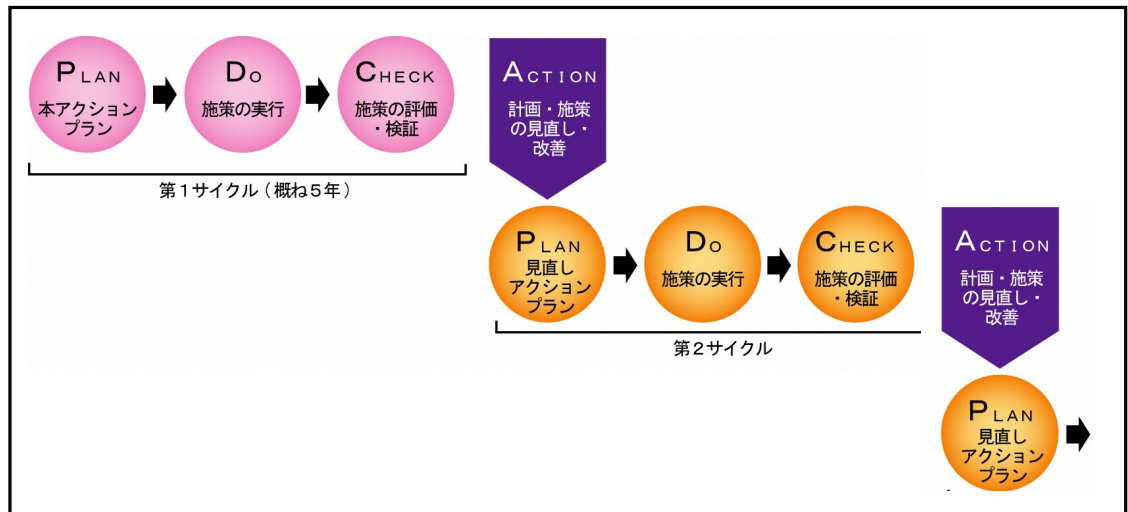 PLAN
本アクション
プラン
DO
施策の実行
CHECK
施策の評価
・検証
ACTION
計画・施策
の見直し・
改善
第1サイクル(概ね5年)
PLAN
見直し
アクション
プラン
DO
施策の実行
CHECK
施策の評価
・検証
ACTION
計画・施策
の見直し・
改善
第2サイクル
PLAN
見直し
アクション
プラン